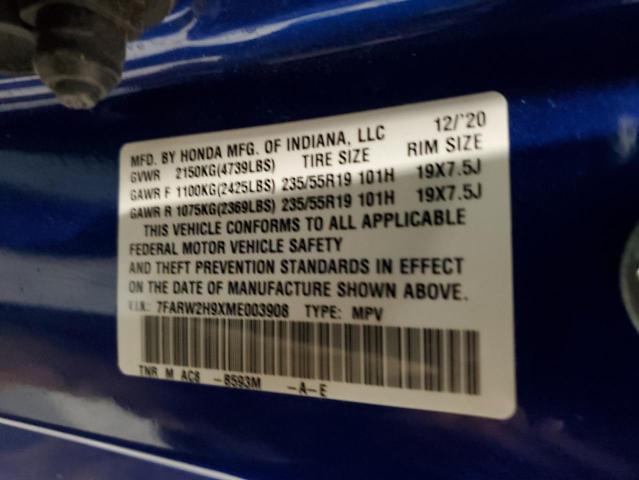 MFD. BY HONDA MFG. OF INDIANA, LLC 12/'20
GVWR 2150KG(4739LBS) TIRE SIZE RIM SIZE
GAWR F 1100KG(2425LBS) 235/55R19 101H 19X7.5J
GAWR R 1075KG(2369LBS) 235/55R19 101H 19X7.5J
THIS VEHICLE CONFORMS TO ALL APPLICABLE
FEDERAL MOTOR VEHICLE SAFETY
AND THEFT PREVENTION STANDARDS IN EFFECT
ON THE DATE OF MANUFACTURE SHOWN ABOVE.
V.I.N.: 7FARW2H9XME003908 TYPE: MPV
TNR M AC8 -B593M -A-E